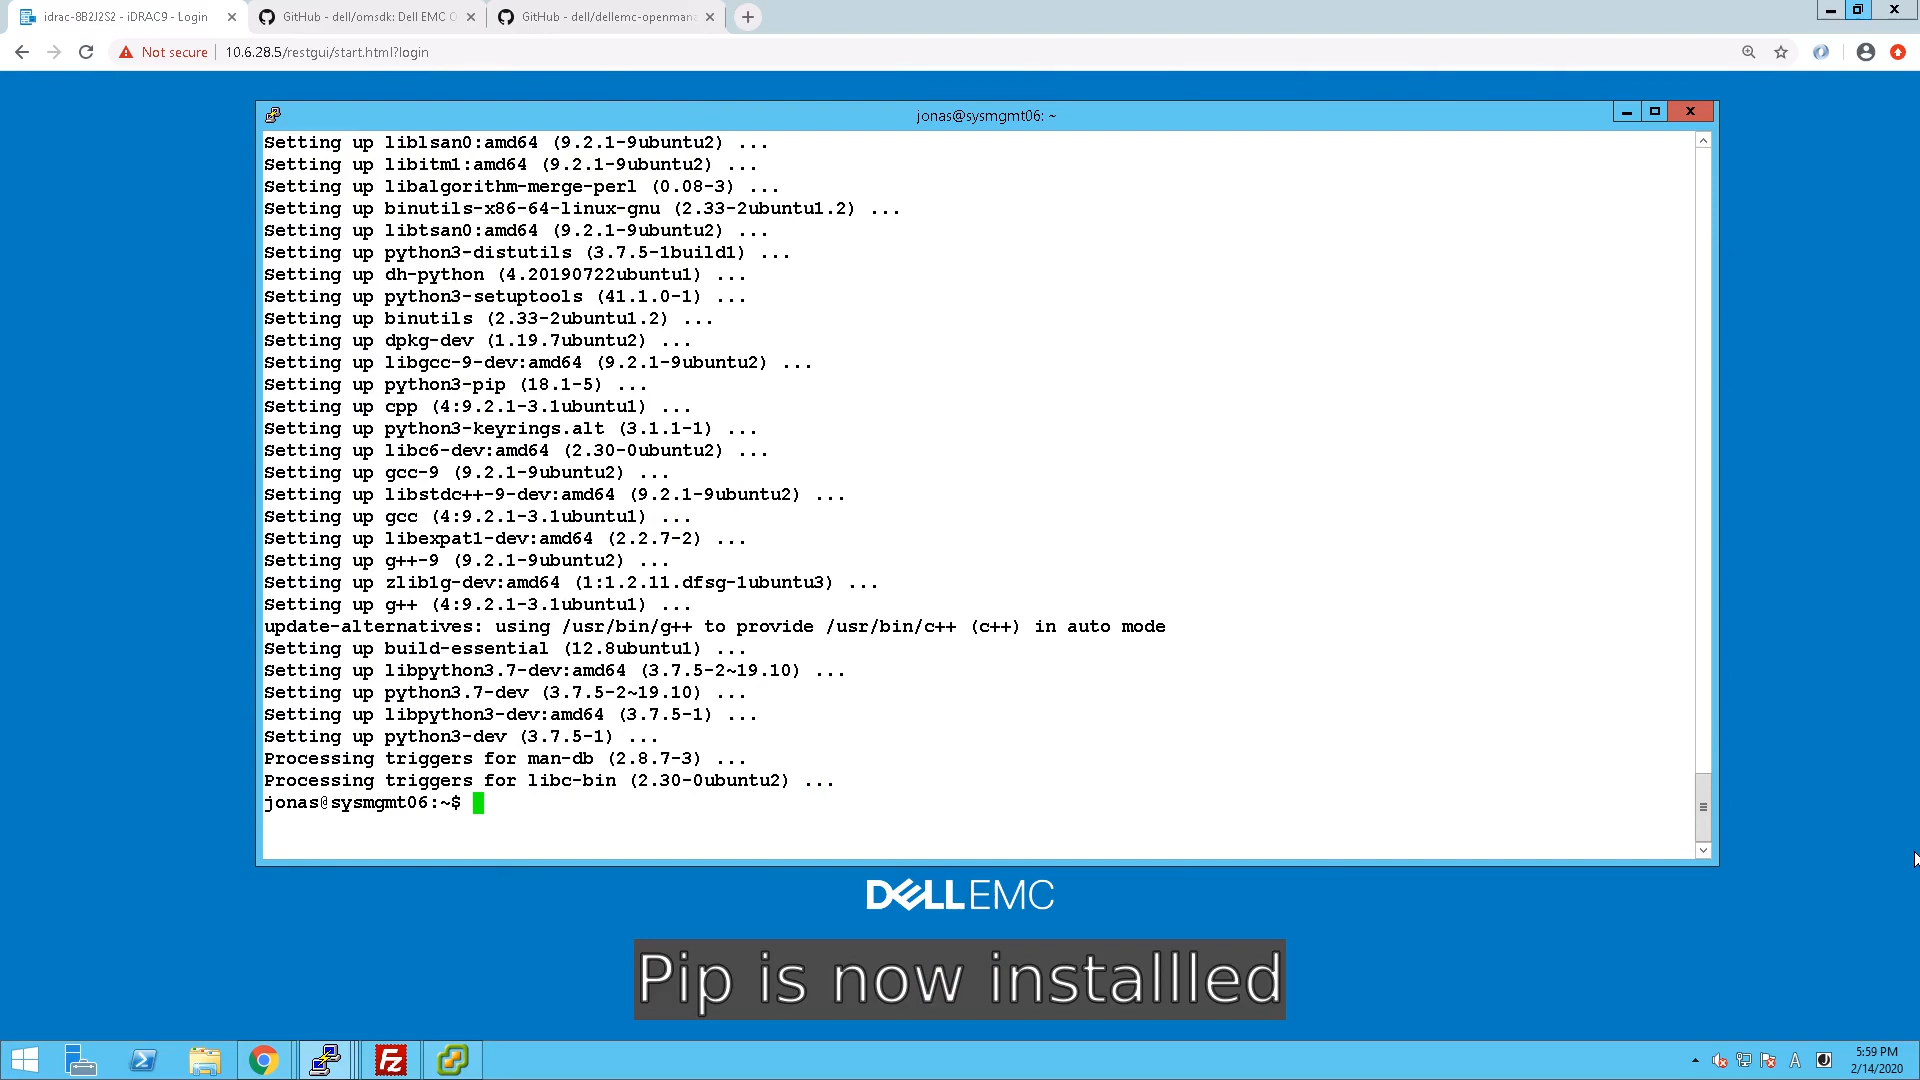 idrac-8B2J2S2 - iDRAC9 - Login
GitHub - dell/omsdk: Dell EMC O
GitHub - dell/dellemc-openmana
Not secure
10.6.28.5/restgui/start.html?login
jonas@sysmgmt06: ~
Setting up liblsan0:amd64 (9.2.1-9ubuntu2) ...
Setting up libitm1:amd64 (9.2.1-9ubuntu2) ...
Setting up libalgorithm-merge-perl (0.08-3) ...
Setting up binutils-x86-64-linux-gnu (2.33-2ubuntu1.2) ...
Setting up libtsan0:amd64 (9.2.1-9ubuntu2) ...
Setting up python3-distutils (3.7.5-1build1) ...
Setting up dh-python (4.20190722ubuntu1) ...
Setting up python3-setuptools (41.1.0-1) ...
Setting up binutils (2.33-2ubuntu1.2) ...
Setting up dpkg-dev (1.19.7ubuntu2) ...
Setting up libgcc-9-dev:amd64 (9.2.1-9ubuntu2) ...
Setting up python3-pip (18.1-5) ...
Setting up cpp (4:9.2.1-3.1ubuntu1) ...
Setting up python3-keyrings.alt (3.1.1-1) ...
Setting up libc6-dev:amd64 (2.30-0ubuntu2) ...
Setting up gcc-9 (9.2.1-9ubuntu2) ...
Setting up libstdc++-9-dev:amd64 (9.2.1-9ubuntu2) ...
Setting up gcc (4:9.2.1-3.1ubuntu1) ...
Setting up libexpat1-dev:amd64 (2.2.7-2) ...
Setting up g++-9 (9.2.1-9ubuntu2) ...
Setting up zlib1g-dev:amd64 (1:1.2.11.dfsg-1ubuntu3) ...
Setting up g++ (4:9.2.1-3.1ubuntu1) ...
update-alternatives: using /usr/bin/g++ to provide /usr/bin/c++ (c++) in auto mode
Setting up build-essential (12.8ubuntu1) ...
Setting up libpython3.7-dev:amd64 (3.7.5-2~19.10) ...
Setting up python3.7-dev (3.7.5-2~19.10) ...
Setting up libpython3-dev:amd64 (3.7.5-1) ...
Setting up python3-dev (3.7.5-1) ...
Processing triggers for man-db (2.8.7-3) ...
Processing triggers for libc-bin (2.30-0ubuntu2) ...
jonas@sysmgmt06:~$
DELL EMC
Pip is now installled
Fz
A
5:59 PM
2/14/2020